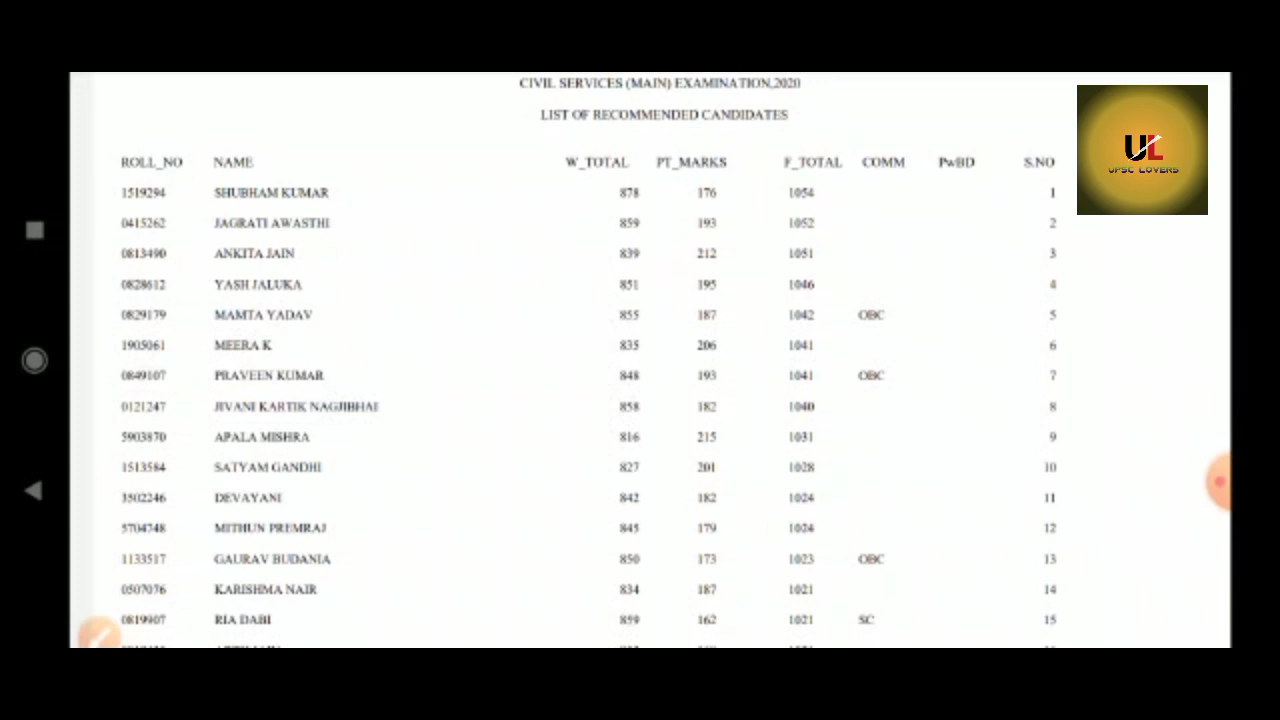 CIVIL SERVICES (MAIN) EXAMINATION,2020
LIST OF RECOMMENDED CANDIDATES
ROLL_NO NAME W_TOTAL PT_MARKS F_TOTAL COMM PwBD S.NO
1519294 SHUBHAM KUMAR 878 176 1054 1
0415262 JAGRATI AWASTHI 859 193 1052 2
0813490 ANKITA JAIN 839 212 1051 3
0828612 YASH JALUKA 851 195 1046 4
0829179 MAMTA YADAV 855 187 1042 OBC 5
1905061 MEERA K 835 206 1041 6
0849107 PRAVEEN KUMAR 848 193 1041 OBC 7
0121247 JIVANI KARTIK NAGJIBHAI 858 182 1040 8
5903870 APALA MISHRA 816 215 1031 9
1513584 SATYAM GANDHI 827 201 1028 10
3502246 DEVAYANI 842 182 1024 11
5704748 MITHUN PREMRAJ 845 179 1024 12
1133517 GAURAV BUDANIA 850 173 1023 OBC 13
0507076 KARISHMA NAIR 834 187 1021 14
0819907 RIA DABI 859 162 1021 SC 15
UL
UPSC LOVERS